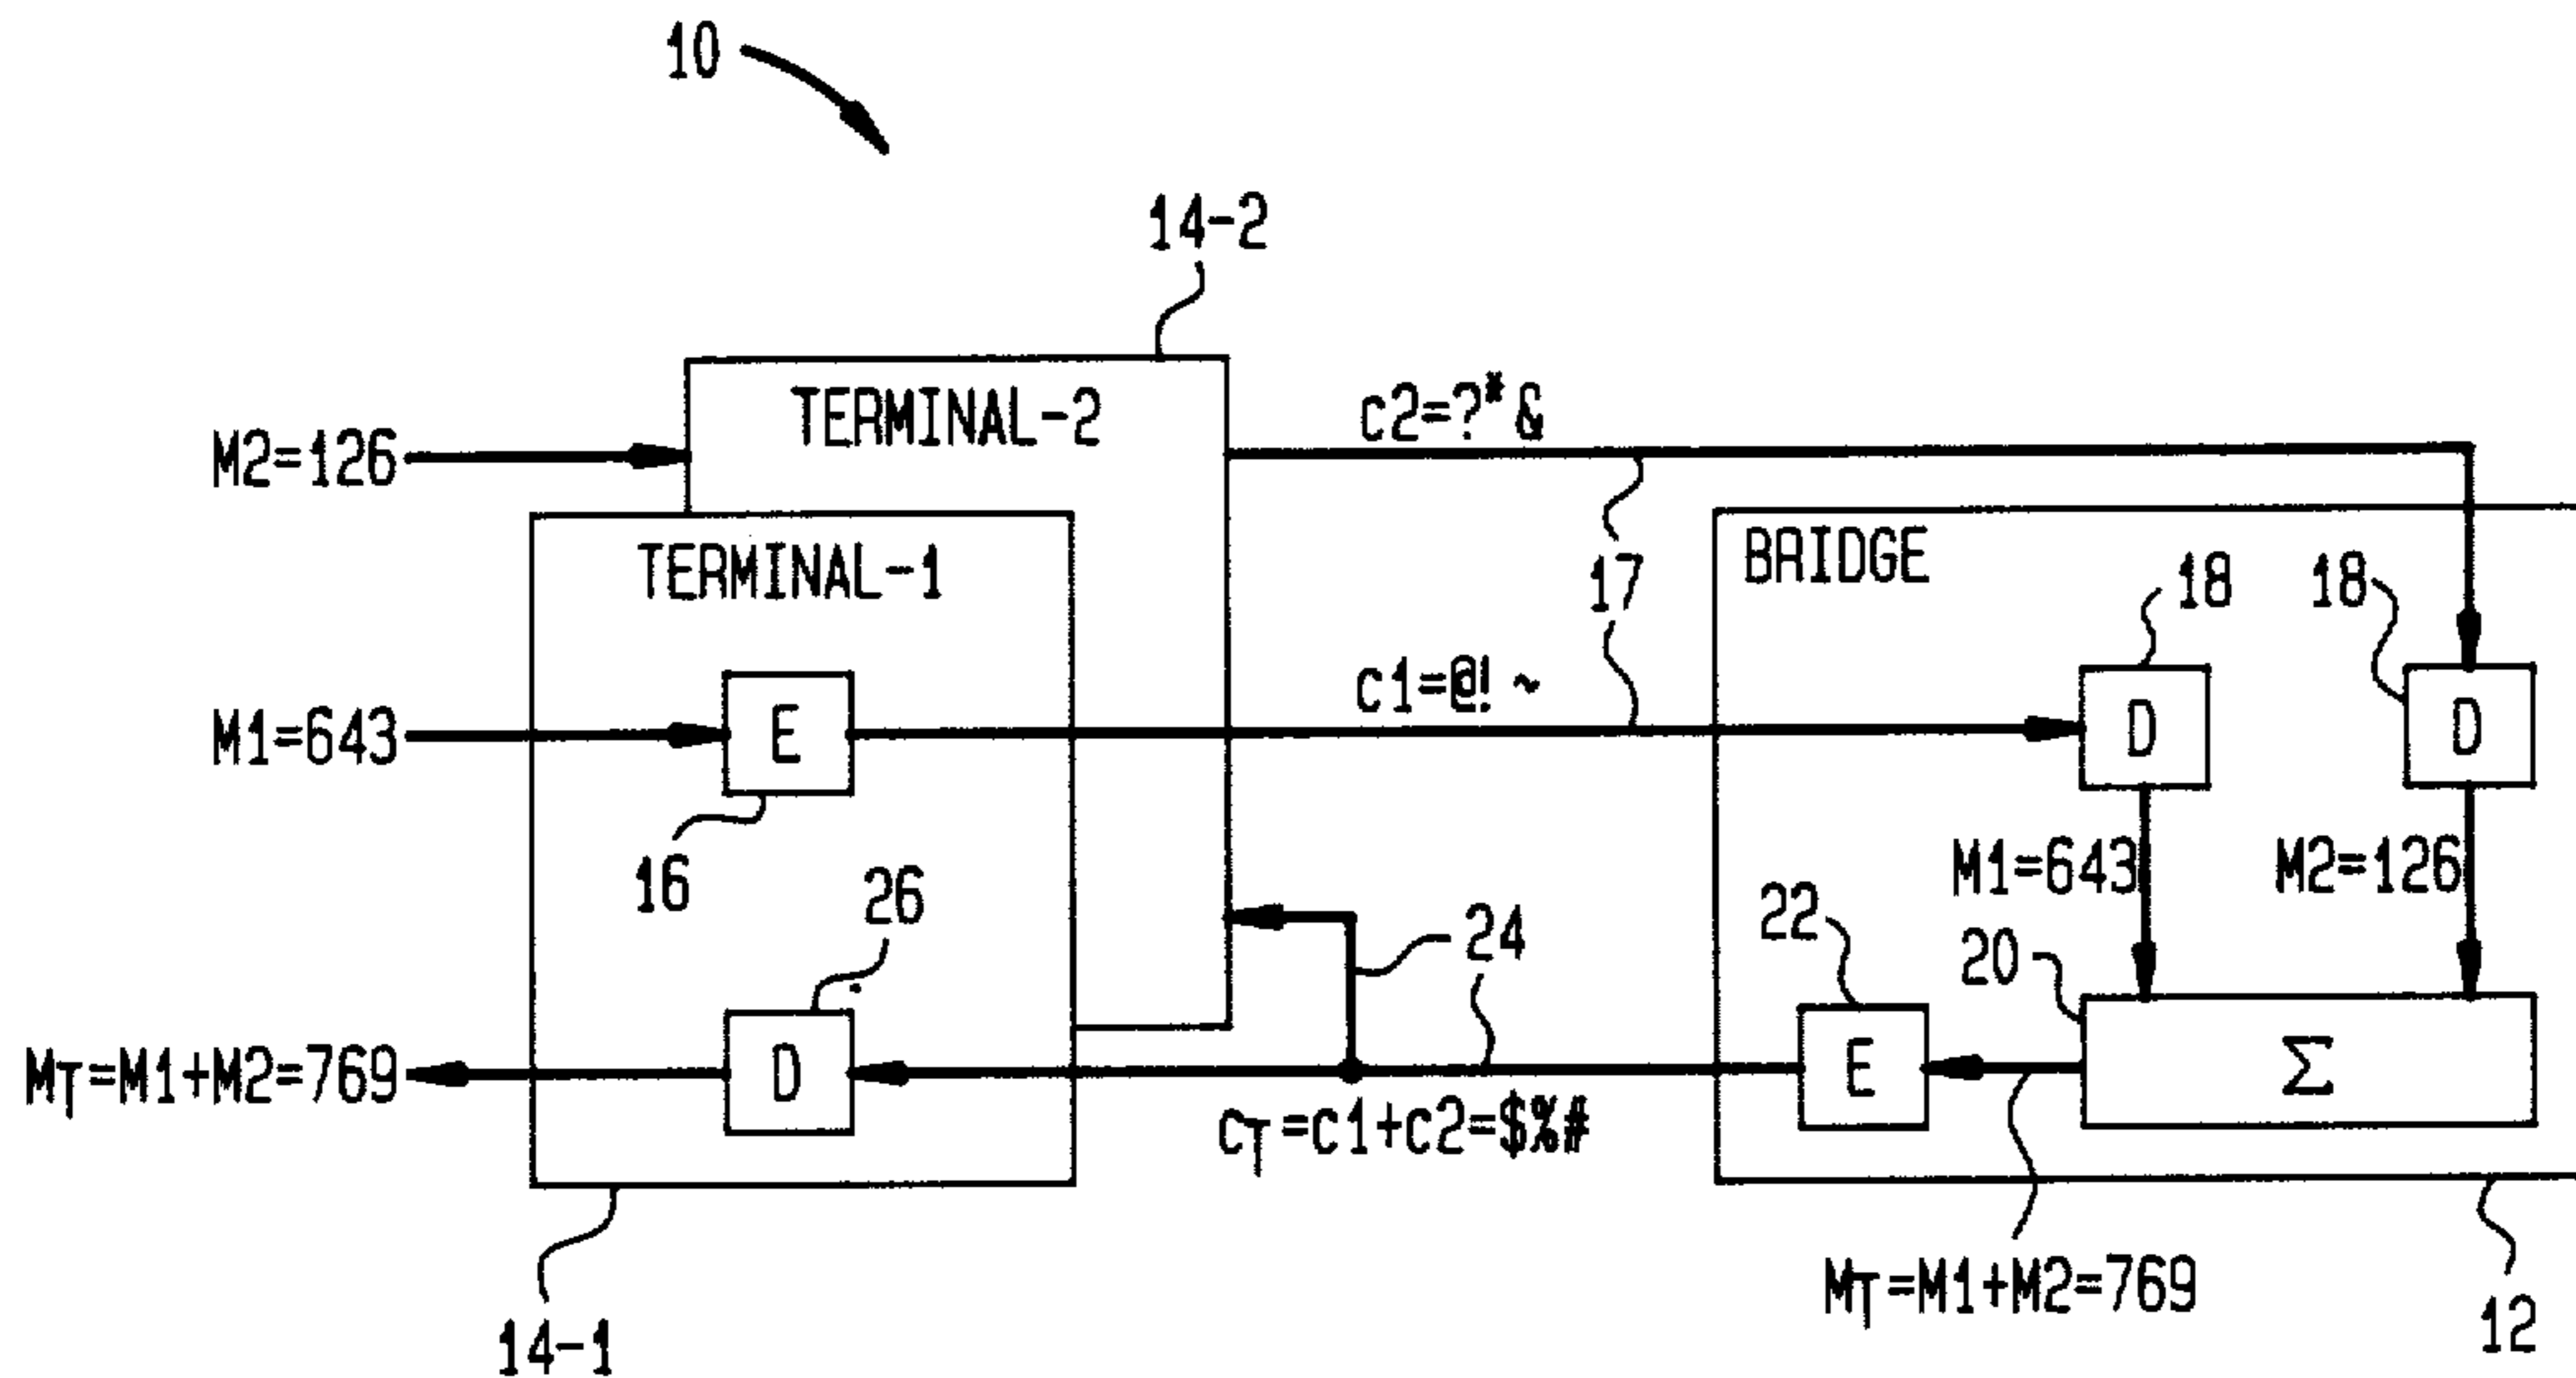 10
14-2
TERMINAL-2
c2=?*&
M2=126
BRIDGE
TERMINAL-1
17
18
18
c1=@!~
M1=643
E
D
D
16
26
M1=643
M2=126
22
24
20
D
E
Σ
MT=M1+M2=769
cT=c1+c2=$%#
MT=M1+M2=769
14-1
12